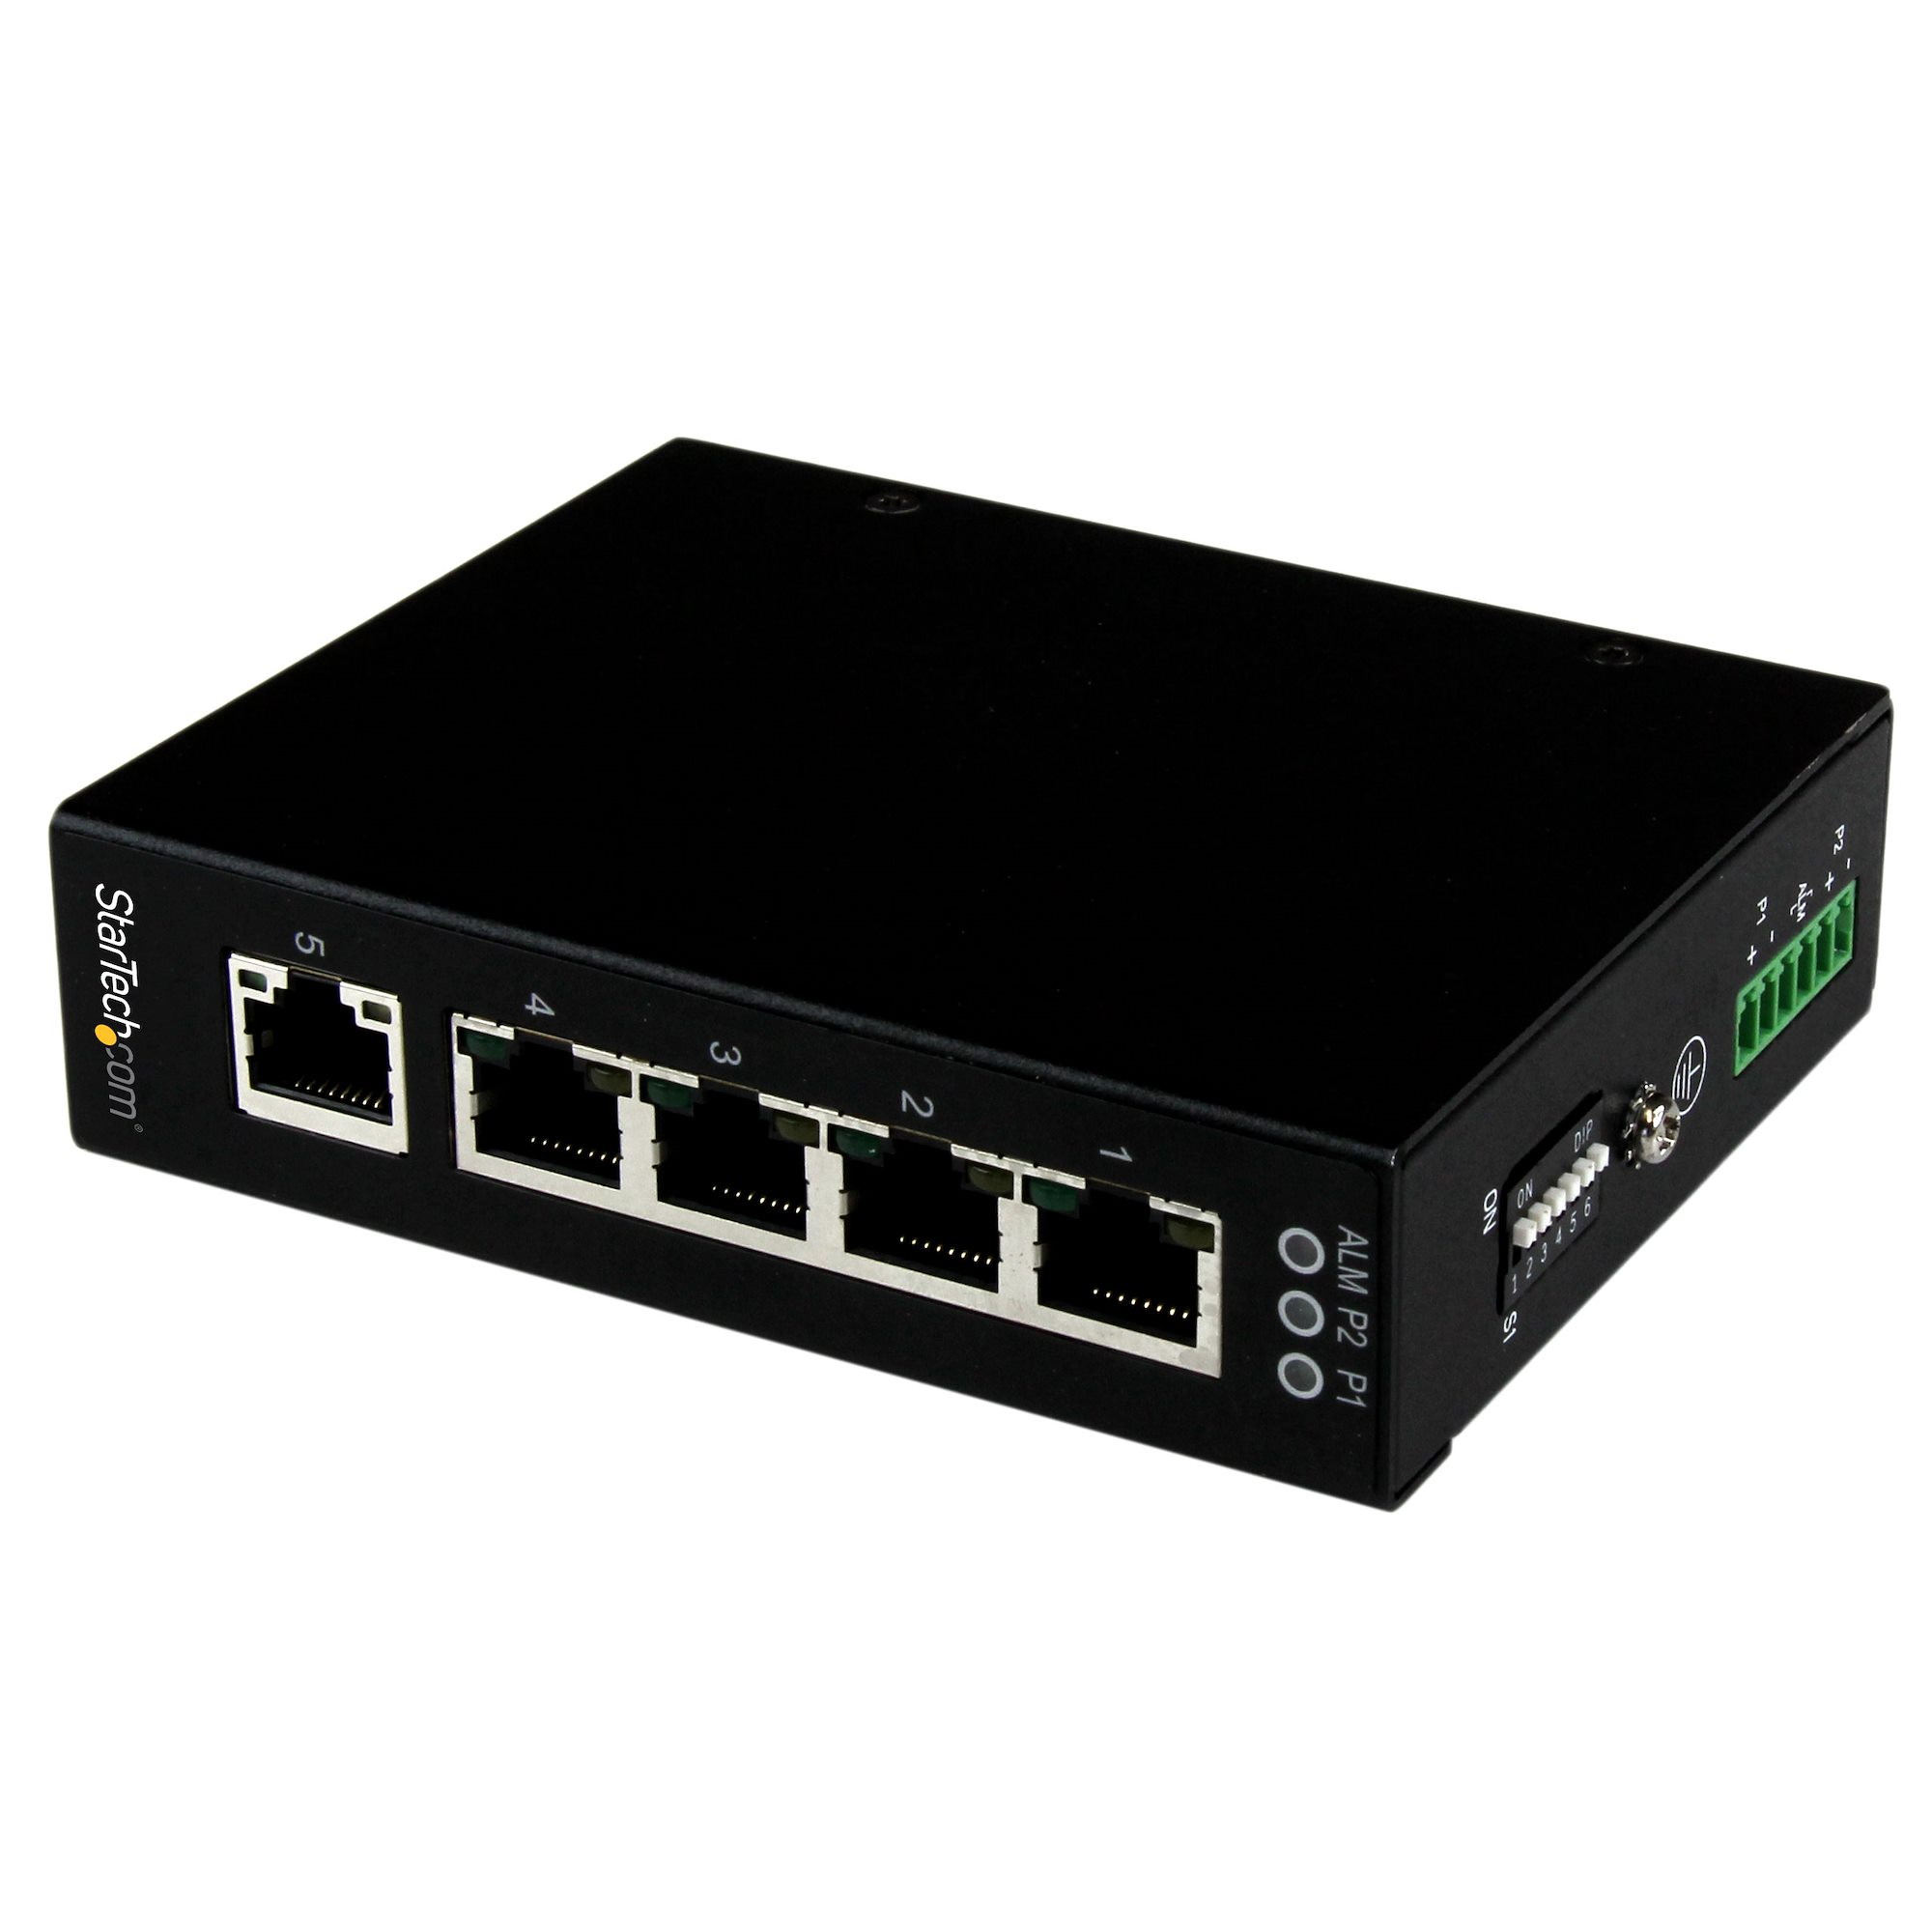 StarTech.com®
5
4
3
2
1
ALM P2 P1
P2 - +
ALM
P1 - +
DIP
ON
1 2 3 4 5 6
ON
S1